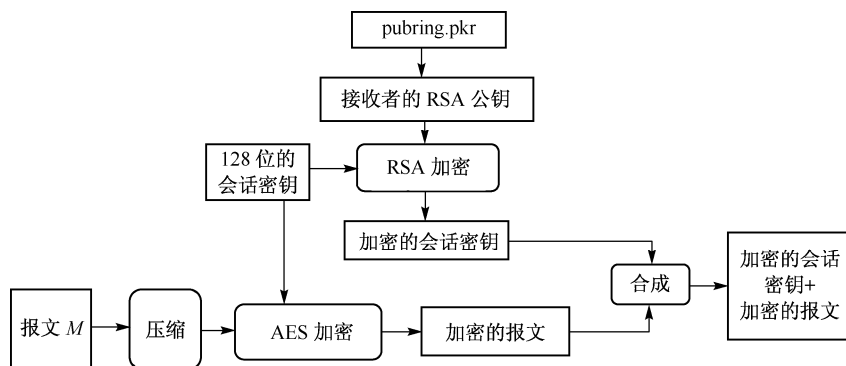 pubring.pkr
接收者的 RSA 公钥
128 位的
会话密钥
RSA 加密
加密的会话密钥
合成
加密的会话
密钥+
加密的报文
报文 M
压缩
AES 加密
加密的报文